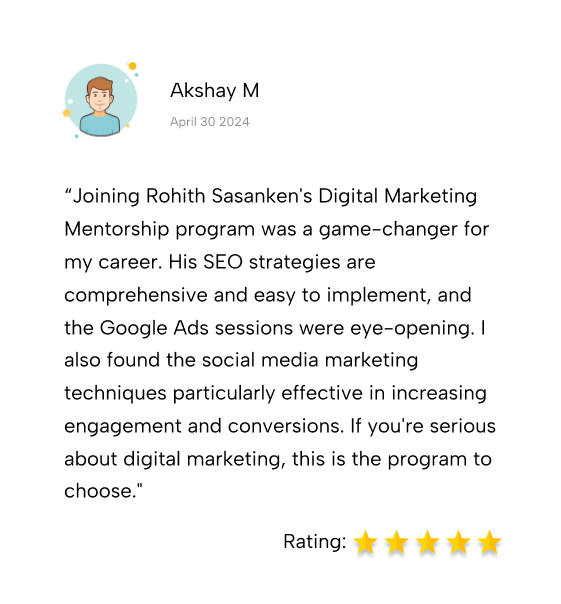 Akshay M
April 30 2024
“Joining Rohith Sasanken's Digital Marketing
Mentorship program was a game-changer for
my career. His SEO strategies are
comprehensive and easy to implement, and
the Google Ads sessions were eye-opening. I
also found the social media marketing
techniques particularly effective in increasing
engagement and conversions. If you're serious
about digital marketing, this is the program to
choose."
Rating: